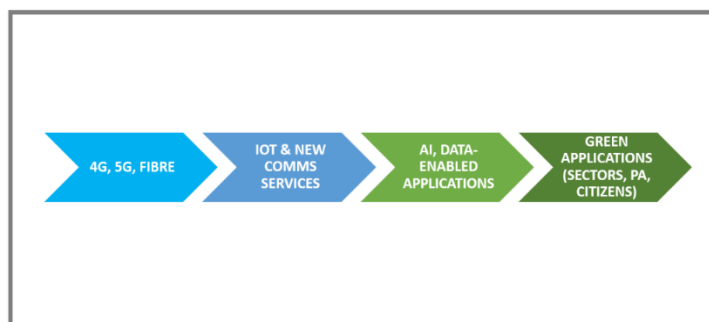 4G, 5G, FIBRE
IOT & NEW
COMMS
SERVICES
AI, DATA-
ENABLED
APPLICATIONS
GREEN
APPLICATIONS
(SECTORS, PA,
CITIZENS)